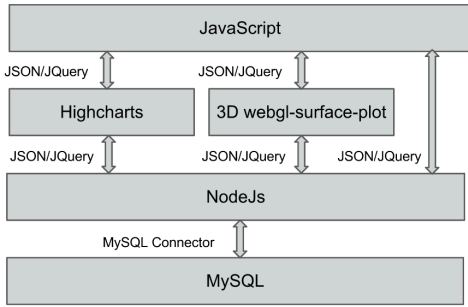 JavaScript
JSON/JQuery
JSON/JQuery
Highcharts
3D webgl-surface-plot
JSON/JQuery
JSON/JQuery
JSON/JQuery
NodeJs
MySQL Connector
MySQL